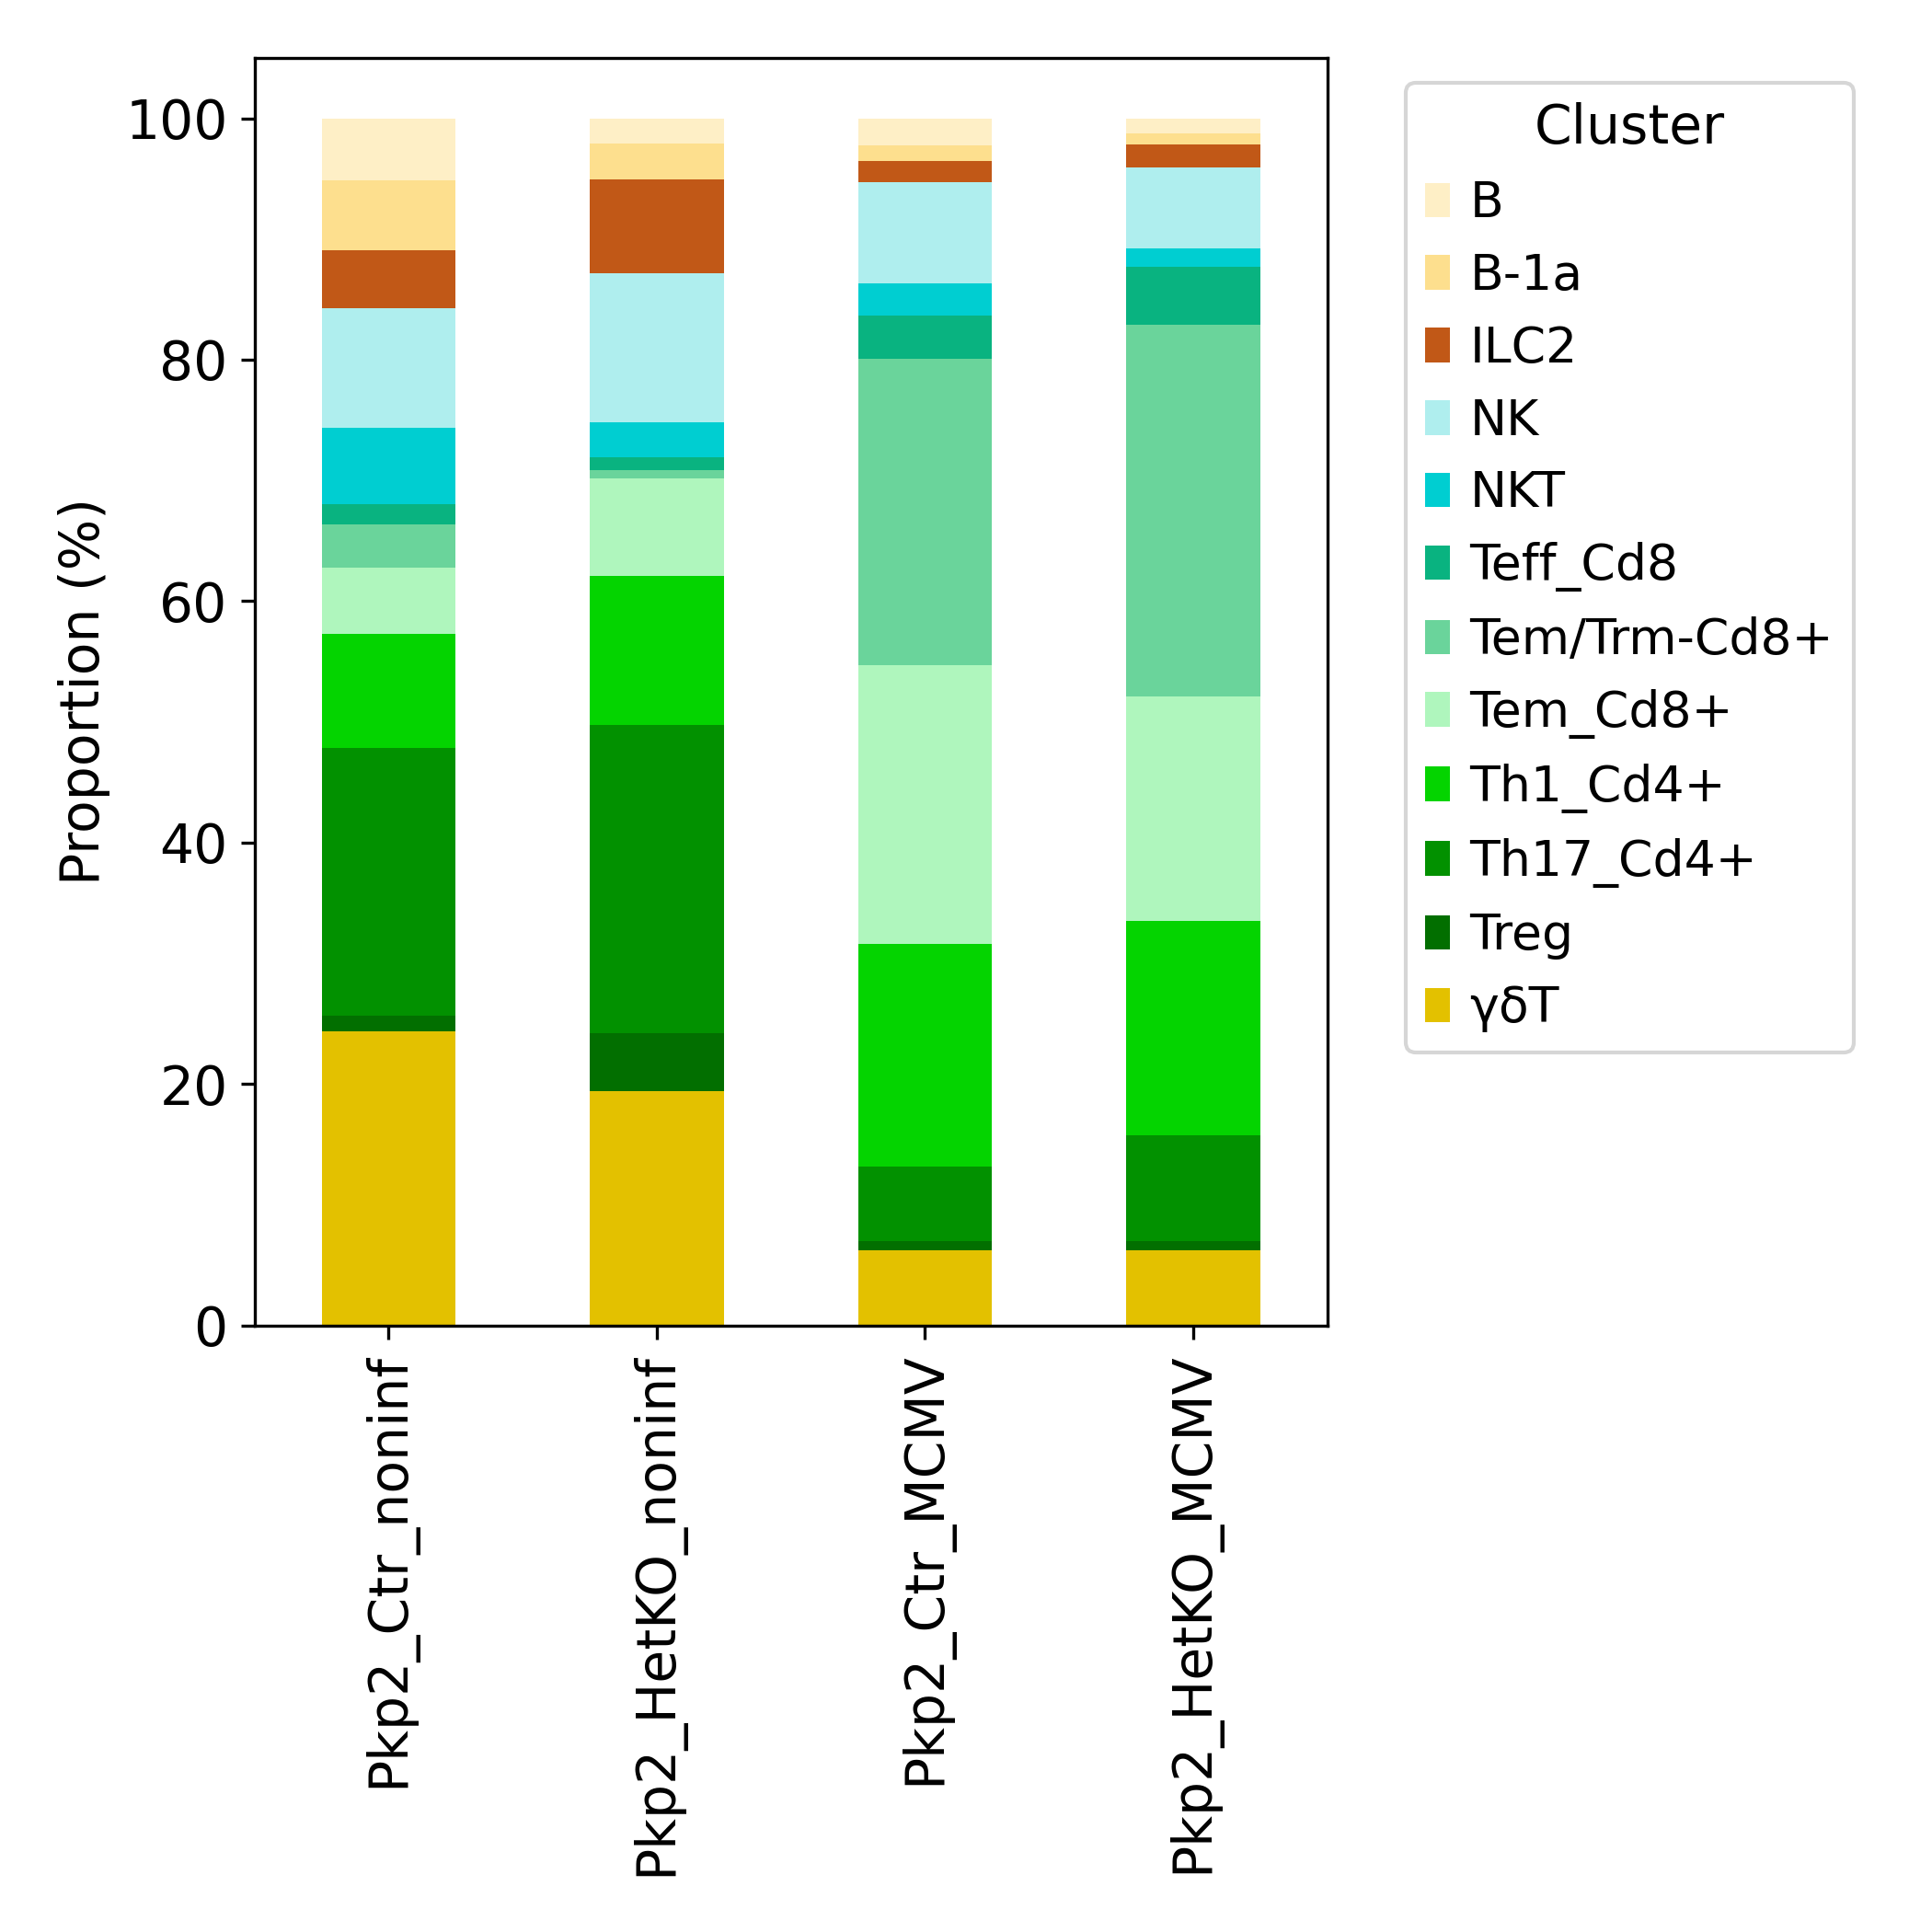 Proportion (%)
100
80
60
40
20
0
Pkp2_Ctr_noninf
Pkp2_HetKO_noninf
Pkp2_Ctr_MCMV
Pkp2_HetKO_MCMV
Cluster
B
B-1a
ILC2
NK
NKT
Teff_Cd8
Tem/Trm-Cd8+
Tem_Cd8+
Th1_Cd4+
Th17_Cd4+
Treg
γδT